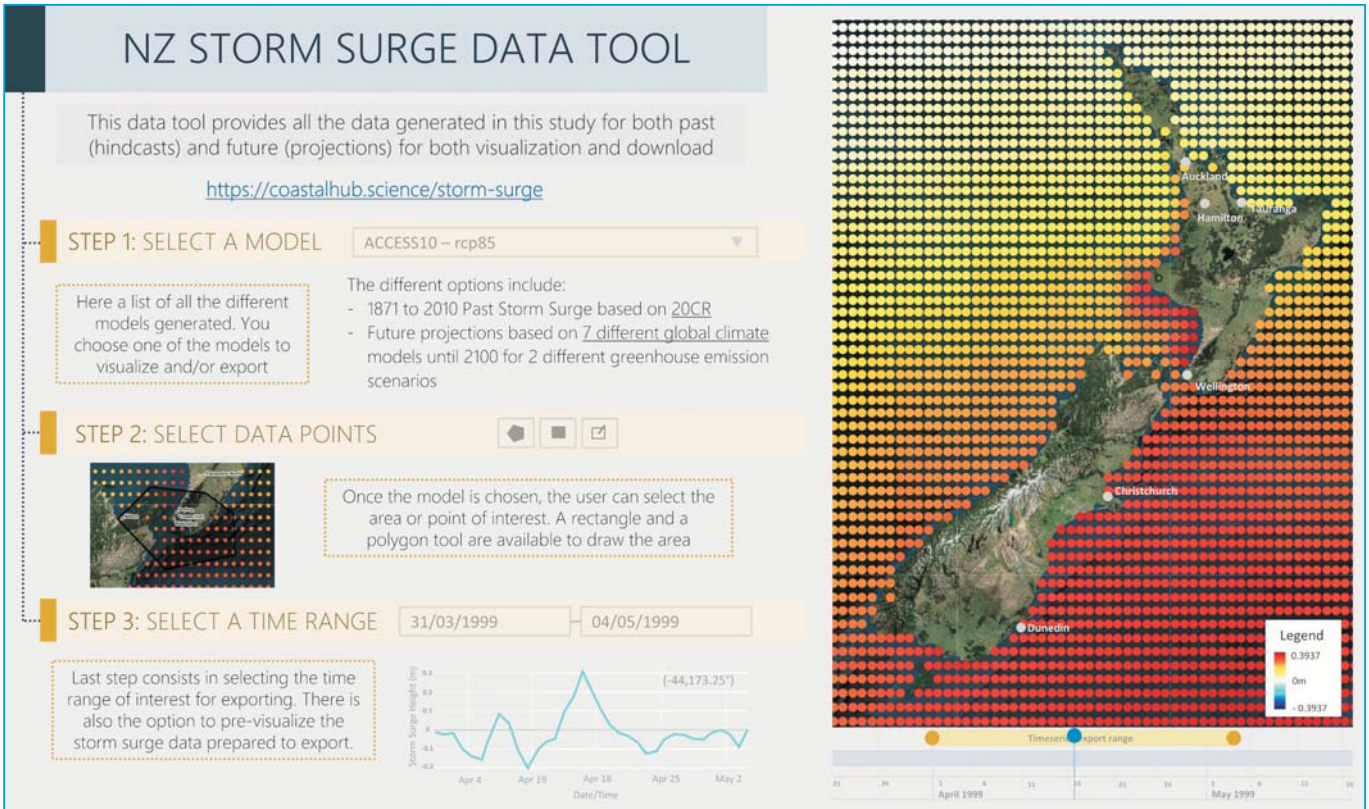 NZ STORM SURGE DATA TOOL
This data tool provides all the data generated in this study for both past
(hindcasts) and future (projections) for both visualization and download
https://coastalhub.science/storm-surge
STEP 1: SELECT A MODEL
ACCESS10 – rcp85
Here a list of all the different
models generated. You
choose one of the models to
visualize and/or export
The different options include:
- 1871 to 2010 Past Storm Surge based on 20CR
- Future projections based on 7 different global climate
models until 2100 for 2 different greenhouse emission
scenarios
STEP 2: SELECT DATA POINTS
Once the model is chosen, the user can select the
area or point of interest. A rectangle and a
polygon tool are available to draw the area
STEP 3: SELECT A TIME RANGE
31/03/1999 – 04/05/1999
Last step consists in selecting the time
range of interest for exporting. There is
also the option to pre-visualize the
storm surge data prepared to export.
Storm Surge Height (m)
(-44,173.25°)
0
-0.1
-0.2
Apr 4
Apr 19
Apr 18
Apr 25
May 2
Date/Time
Auckland
Hamilton
Tauranga
Wellington
Christchurch
Dunedin
Legend
0.3937
0m
- 0.3937
Timeseries export range
April 1999
May 1999